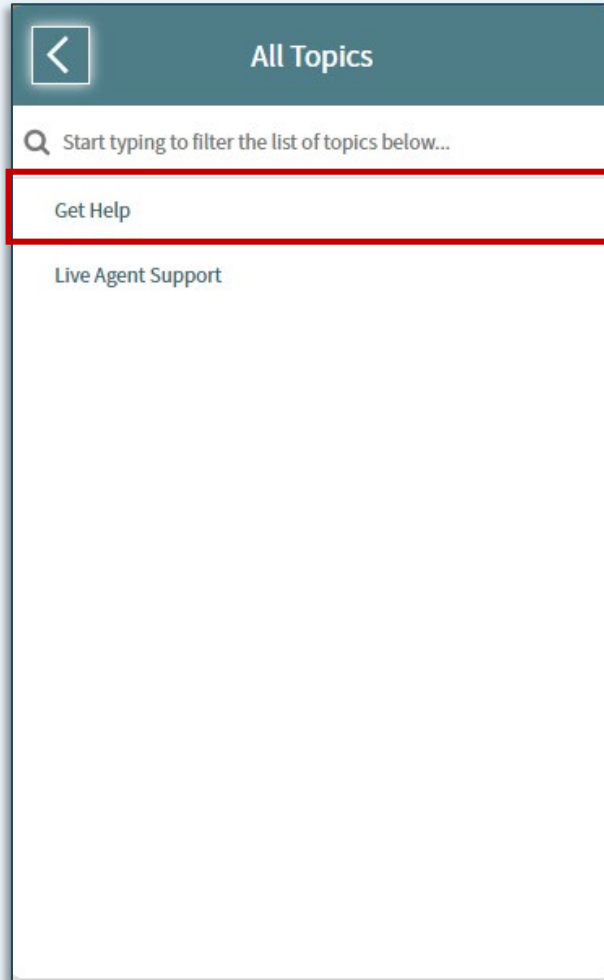 All Topics
Start typing to filter the list of topics below...
Get Help
Live Agent Support